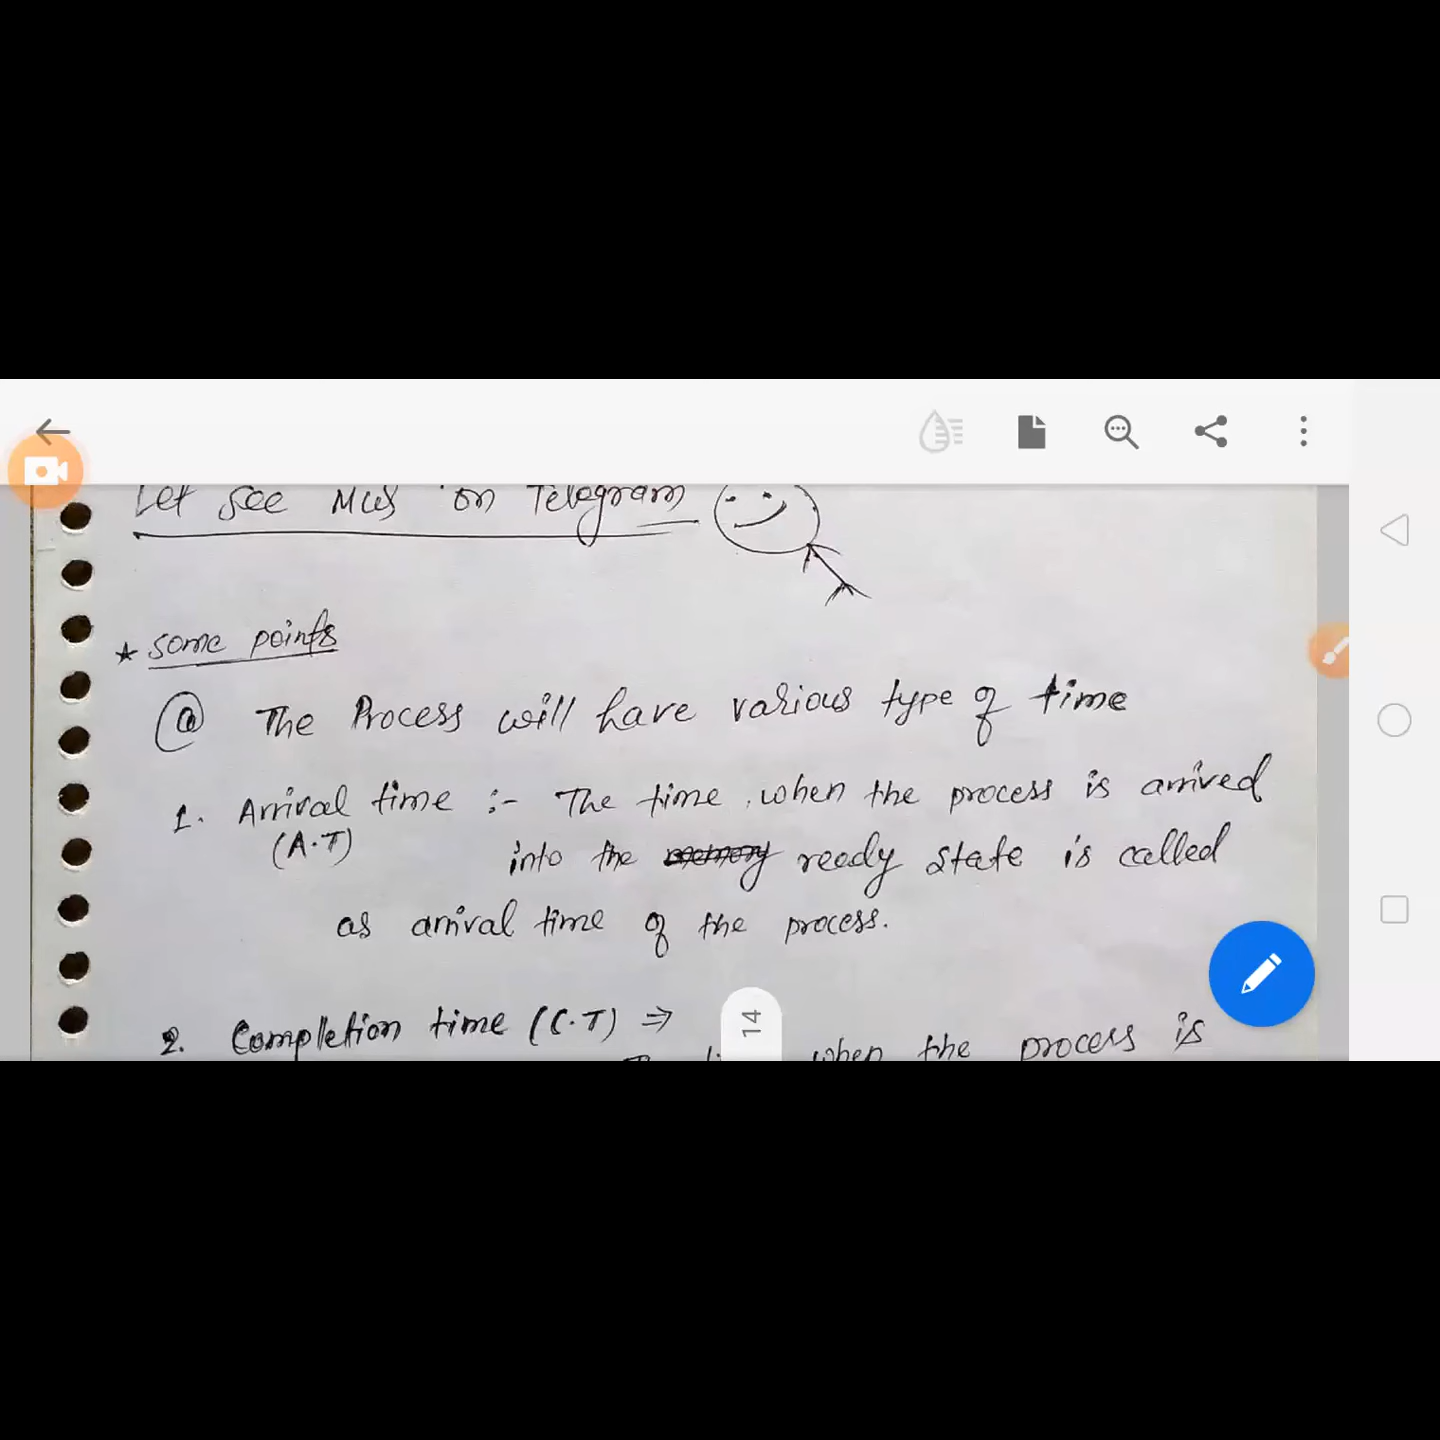 Let see MCQ on Telegram
* some points
@ The Process will have various type of time
1. Arrival time :- The time, when the process is arrived
(A.T) into the memory ready state is called
as arrival time of the process.
2. Completion time (C.T) ⇒
when the process is
14